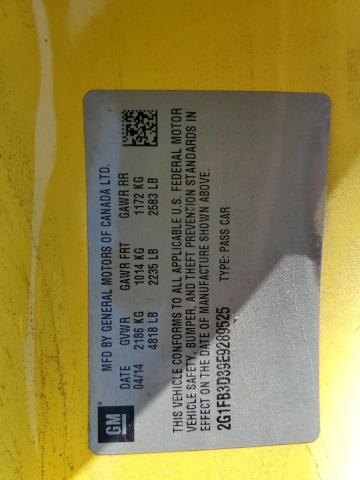 GM
MFD BY GENERAL MOTORS OF CANADA LTD.
DATE GVWR GAWR FRT GAWR RR
04/14 2186 KG 1014 KG 1172 KG
4818 LB 2235 LB 2583 LB
THIS VEHICLE CONFORMS TO ALL APPLICABLE U.S. FEDERAL MOTOR
VEHICLE SAFETY, BUMPER, AND THEFT PREVENTION STANDARDS IN
EFFECT ON THE DATE OF MANUFACTURE SHOWN ABOVE.
2G1FB3D39E9289525 TYPE: PASS CAR